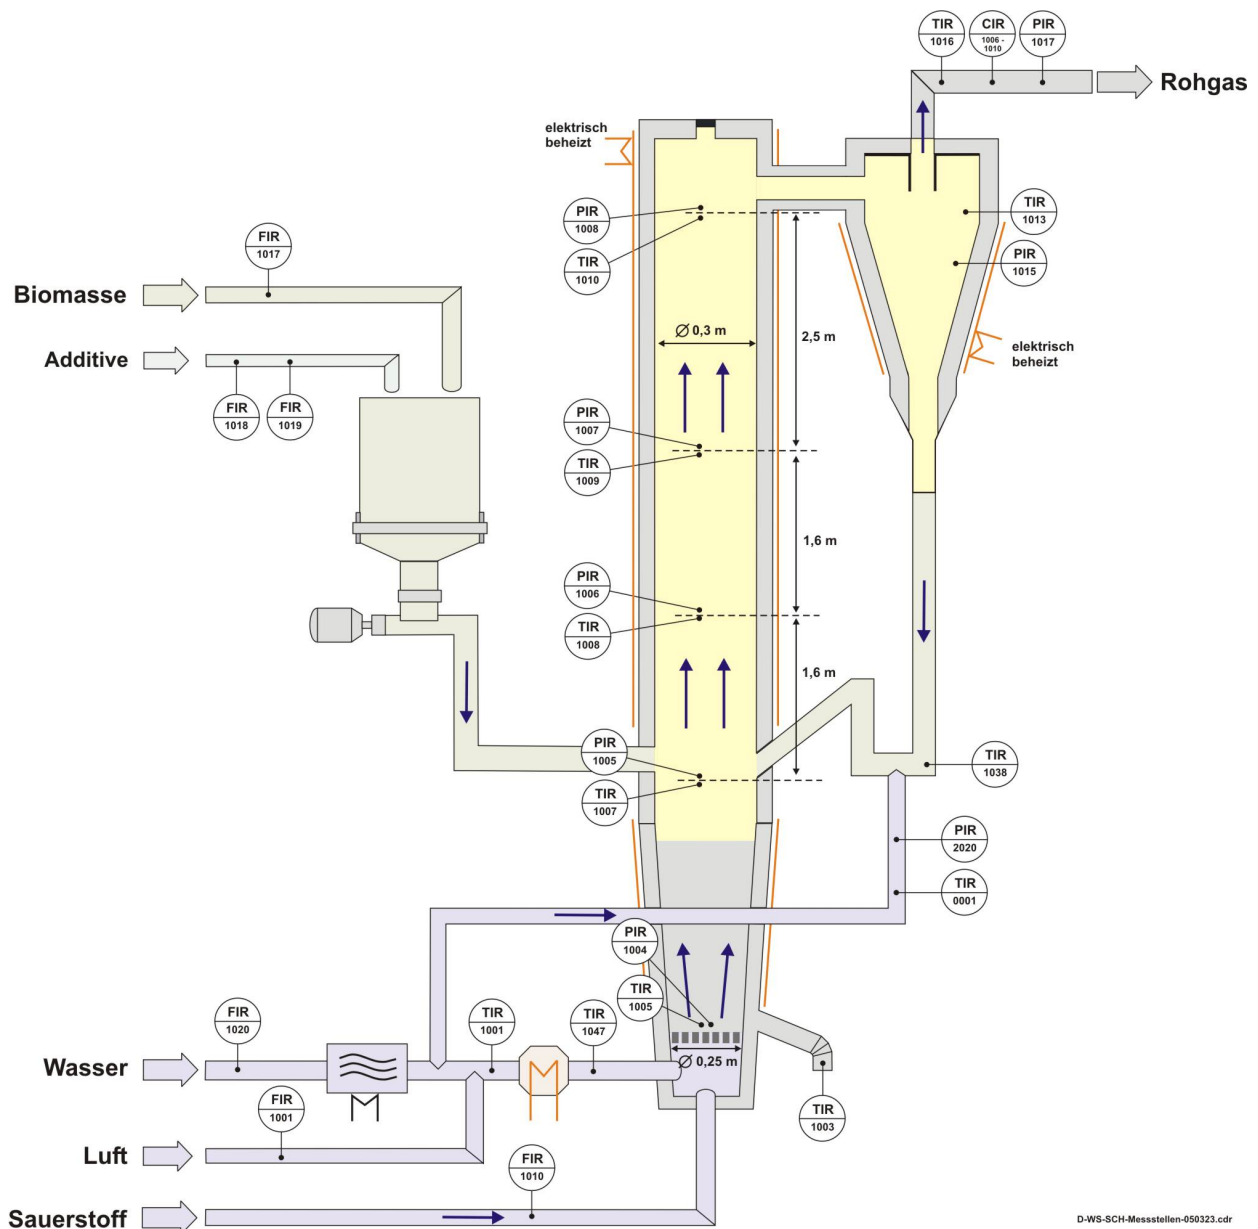 TIR
1016
CIR
1006 -
1010
PIR
1017
Rohgas
elektrisch
beheizt
PIR
1008
TIR
1010
TIR
1013
PIR
1015
FIR
1017
Biomasse
Additive
FIR
1018
FIR
1019
Ø 0,3 m
2,5 m
elektrisch
beheizt
PIR
1007
TIR
1009
1,6 m
PIR
1006
TIR
1008
1,6 m
PIR
1005
TIR
1007
TIR
1038
PIR
2020
TIR
0001
PIR
1004
TIR
1005
FIR
1020
TIR
1001
TIR
1047
Wasser
Ø 0,25 m
FIR
1001
TIR
1003
Luft
FIR
1010
Sauerstoff
D-WS-SCH-Messstellen-050323.cdr